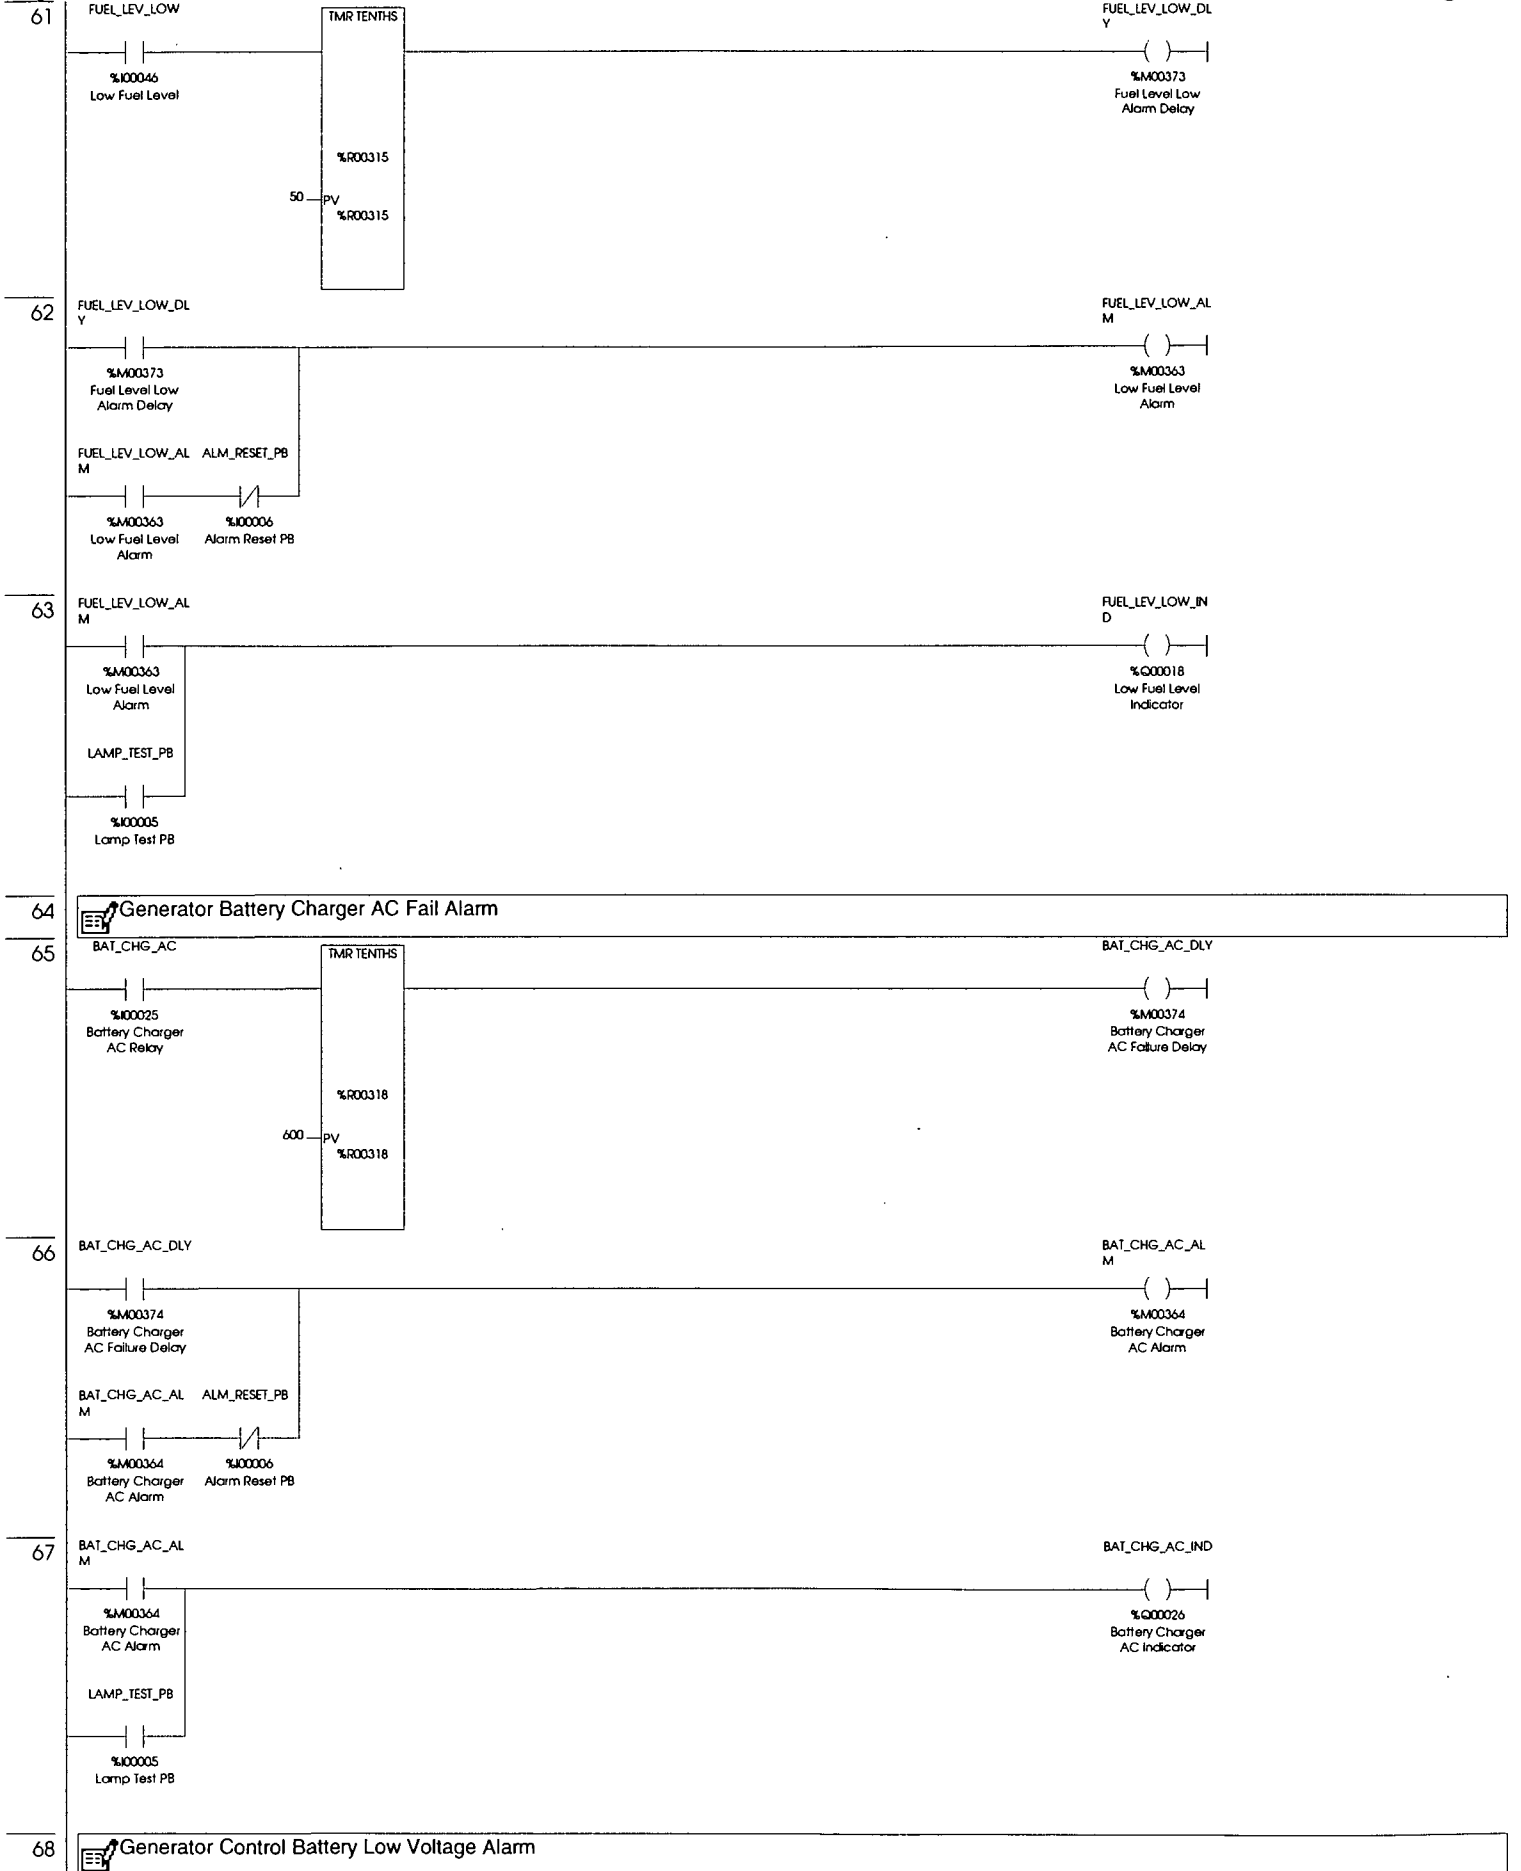 61
FUEL_LEV_LOW
TMR TENTHS
FUEL_LEV_LOW_DL
Y
%I00046
Low Fuel Level
%M00373
Fuel Level Low
Alarm Delay
%R00315
50
PV
%R00315
62
FUEL_LEV_LOW_DL
Y
FUEL_LEV_LOW_AL
M
%M00373
Fuel Level Low
Alarm Delay
%M00363
Low Fuel Level
Alarm
FUEL_LEV_LOW_AL
M
ALM_RESET_PB
%M00363
Low Fuel Level
Alarm
%I00006
Alarm Reset PB
63
FUEL_LEV_LOW_AL
M
FUEL_LEV_LOW_IN
D
%M00363
Low Fuel Level
Alarm
%Q00018
Low Fuel Level
Indicator
LAMP_TEST_PB
%I00005
Lamp Test PB
64
Generator Battery Charger AC Fail Alarm
65
BAT_CHG_AC
TMR TENTHS
BAT_CHG_AC_DLY
%I00025
Battery Charger
AC Relay
%M00374
Battery Charger
AC Failure Delay
%R00318
600
PV
%R00318
66
BAT_CHG_AC_DLY
BAT_CHG_AC_AL
M
%M00374
Battery Charger
AC Failure Delay
%M00364
Battery Charger
AC Alarm
BAT_CHG_AC_AL
M
ALM_RESET_PB
%M00364
Battery Charger
AC Alarm
%I00006
Alarm Reset PB
67
BAT_CHG_AC_AL
M
BAT_CHG_AC_IND
%M00364
Battery Charger
AC Alarm
%Q00026
Battery Charger
AC Indicator
LAMP_TEST_PB
%I00005
Lamp Test PB
68
Generator Control Battery Low Voltage Alarm